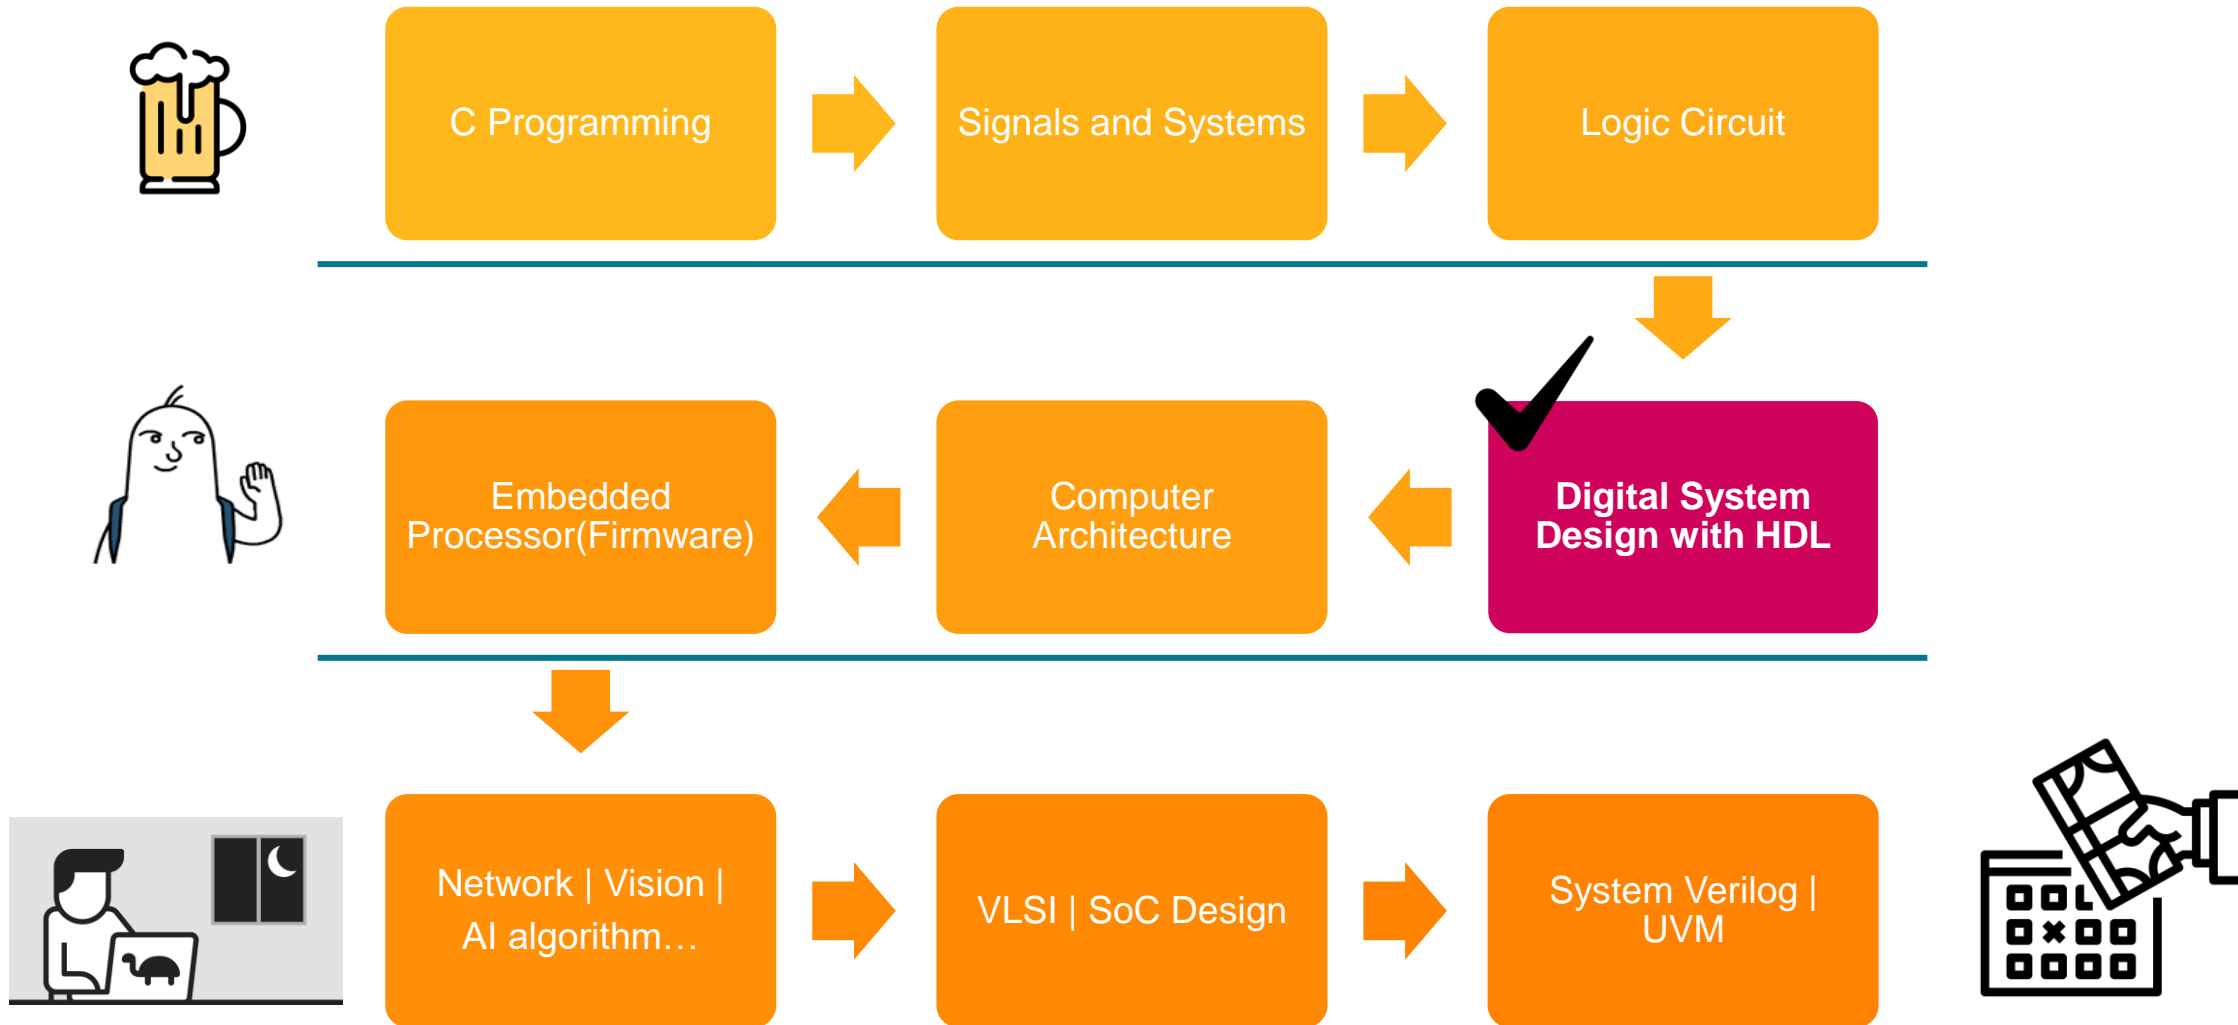 C Programming
Signals and Systems
Logic Circuit
Embedded
Processor(Firmware)
Computer
Architecture
Digital System
Design with HDL
Network | Vision |
AI algorithm…
VLSI | SoC Design
System Verilog |
UVM